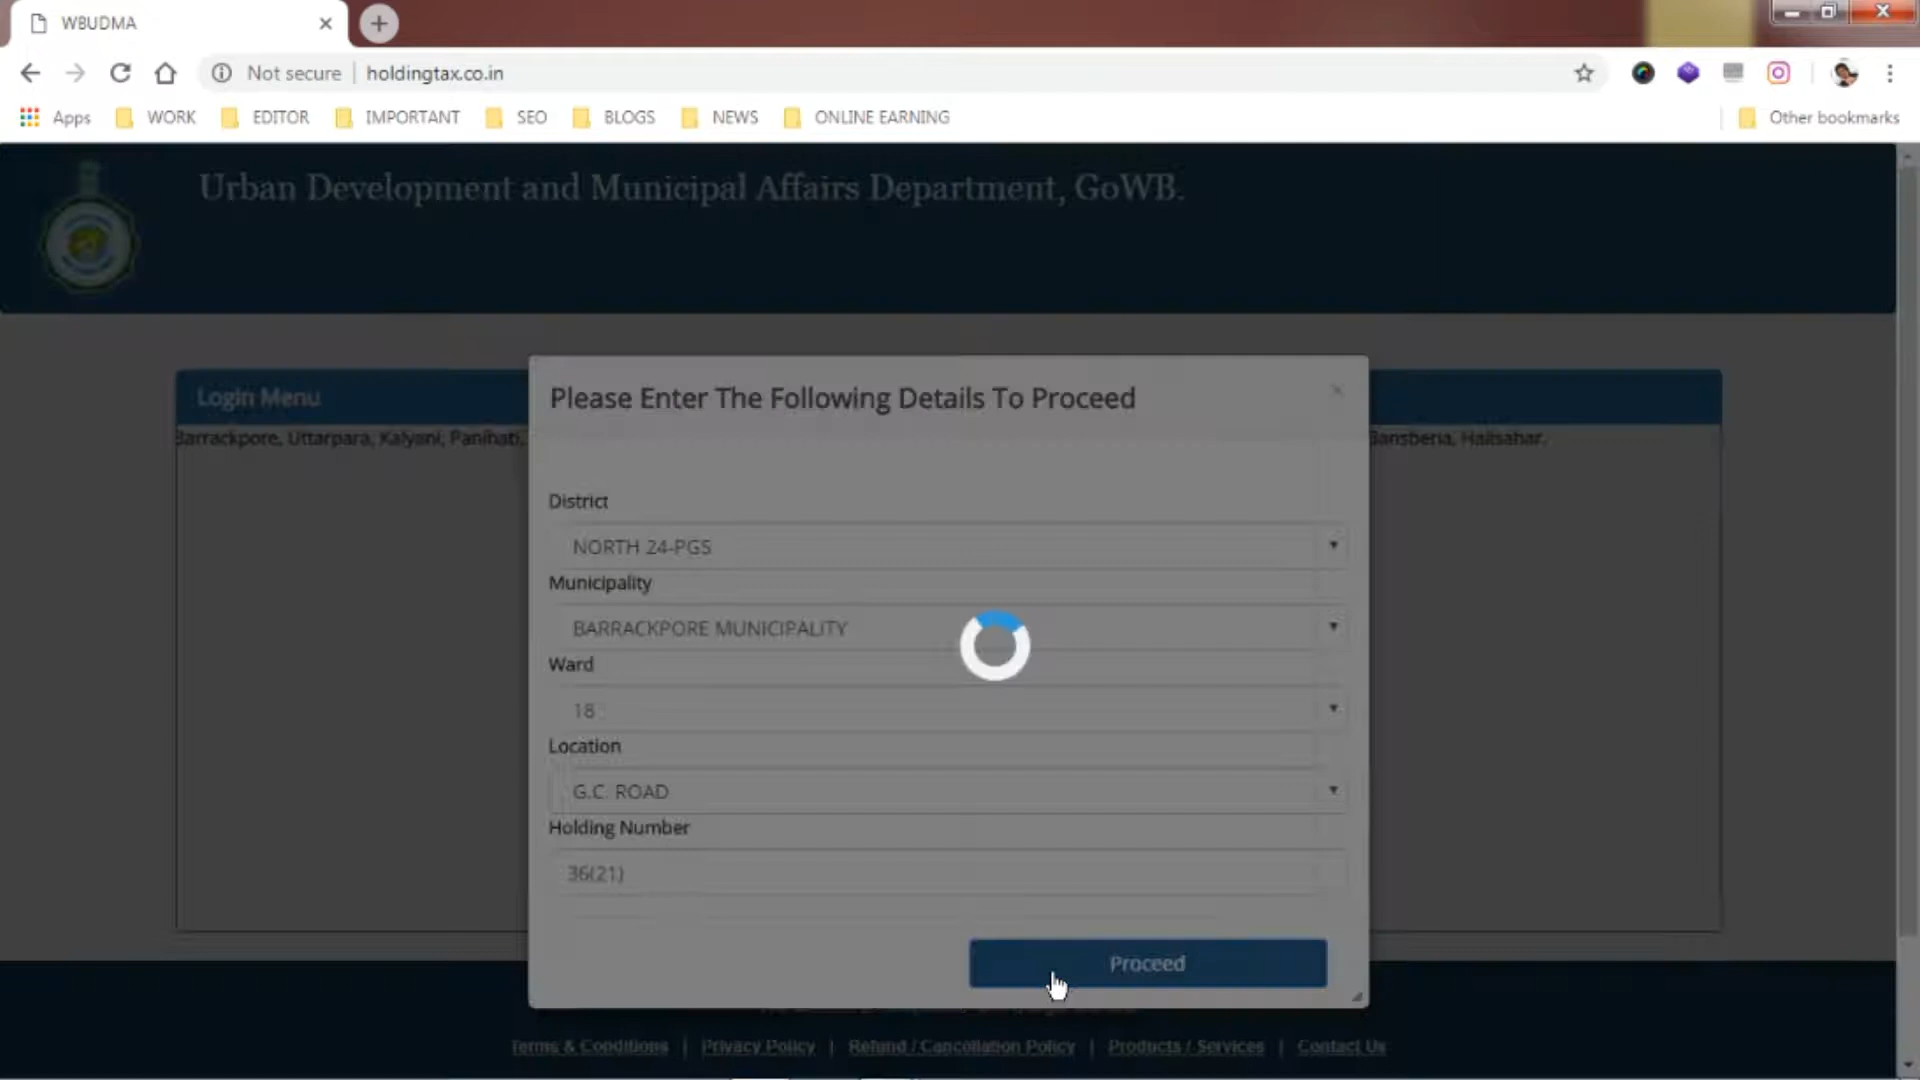 WBUDMA
Not secure | holdingtax.co.in
Apps WORK EDITOR IMPORTANT SEO BLOGS NEWS ONLINE EARNING Other bookmarks
Urban Development and Municipal Affairs Department, GoWB.
Login Menu
Barrackpore, Uttarpara, Kalyani, Panihati, Bansberia, Halisahar.
Please Enter The Following Details To Proceed
District
NORTH 24-PGS
Municipality
BARRACKPORE MUNICIPALITY
Ward
18
Location
G.C. ROAD
Holding Number
36(21)
Proceed
Terms & Conditions | Privacy Policy | Refund / Cancellation Policy | Products / Services | Contact Us